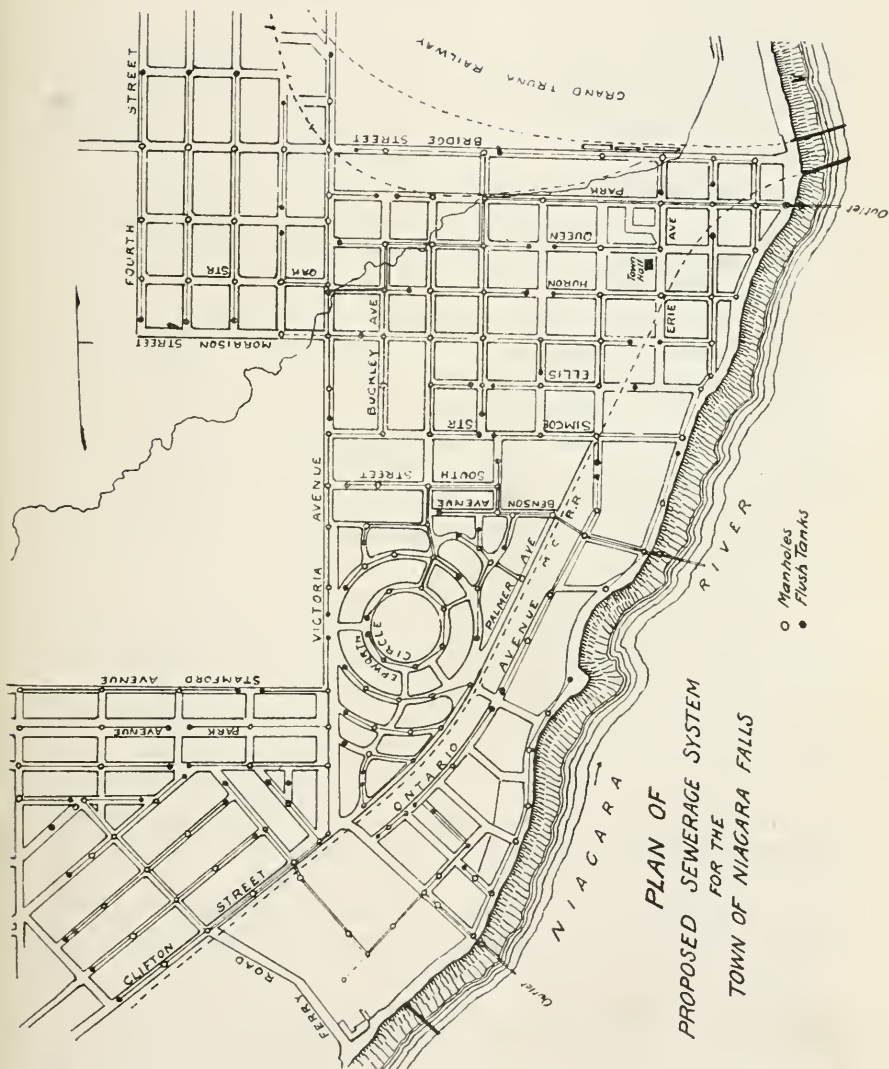 PLAN OF
PROPOSED SEWERAGE SYSTEM
FOR THE
TOWN OF NIAGARA FALLS
○ Manholes
● Flush Tanks
NIAGARA
RIVER
GRAND TRUNA RAILWAY
STREET
FOURTH
OAK
STR
MORRISON
STREET
BRIDGE STREET
PARK
QUEEN
HURON
Town
Hall
AVE
ERIE
ELLIS
SIMCOE
STR
BUCKLEY AVE
VICTORIA AVENUE
SOUTH
STREET
BENSON
AVENUE
PALMER AVE
M C R.R
EPWORTH
CIRCLE
ONTARIO AVENUE
STAMFORD AVENUE
PARK AVENUE
CLIFTON STREET
FERRY ROAD
Outlet
Outlet